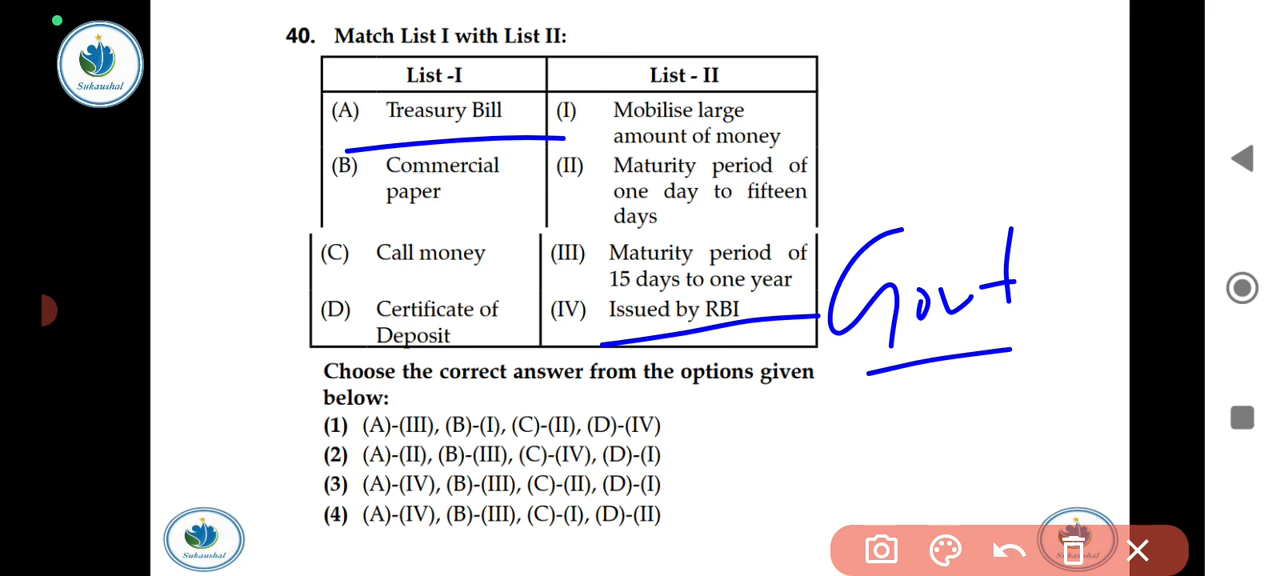 Sukaushal
40. Match List I with List II:
List -I
List - II
(A) Treasury Bill
(I) Mobilise large
amount of money
(B) Commercial
paper
(II) Maturity period of
one day to fifteen
days
(C) Call money
(III) Maturity period of
15 days to one year
(D) Certificate of
Deposit
(IV) Issued by RBI
Govt
Choose the correct answer from the options given
below:
(1) (A)-(III), (B)-(I), (C)-(II), (D)-(IV)
(2) (A)-(II), (B)-(III), (C)-(IV), (D)-(I)
(3) (A)-(IV), (B)-(III), (C)-(II), (D)-(I)
(4) (A)-(IV), (B)-(III), (C)-(I), (D)-(II)
Sukaushal
Sukaushal